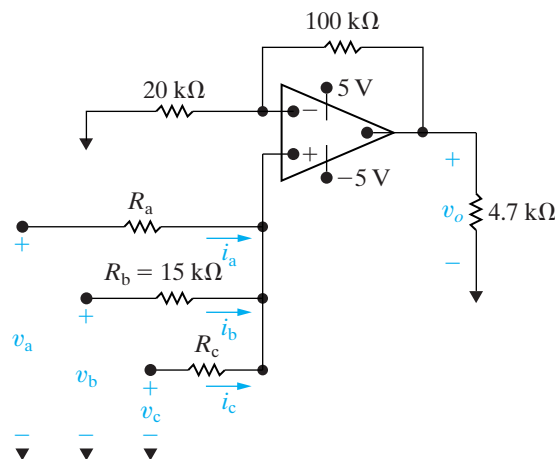 100 kΩ
20 kΩ
5 V
−
+
−5 V
+
v_o
4.7 kΩ
−
R_a
+
i_a
R_b = 15 kΩ
+
i_b
v_a
R_c
v_b
+
i_c
v_c
− − −